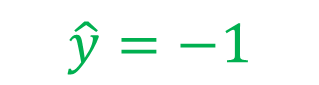 ŷ = −1